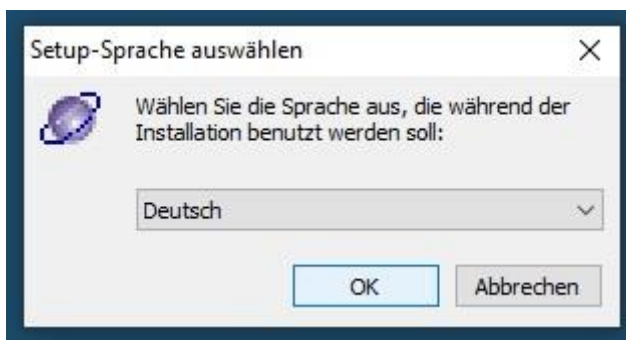 Setup-Sprache auswählen
Wählen Sie die Sprache aus, die während der
Installation benutzt werden soll:
Deutsch
OK
Abbrechen